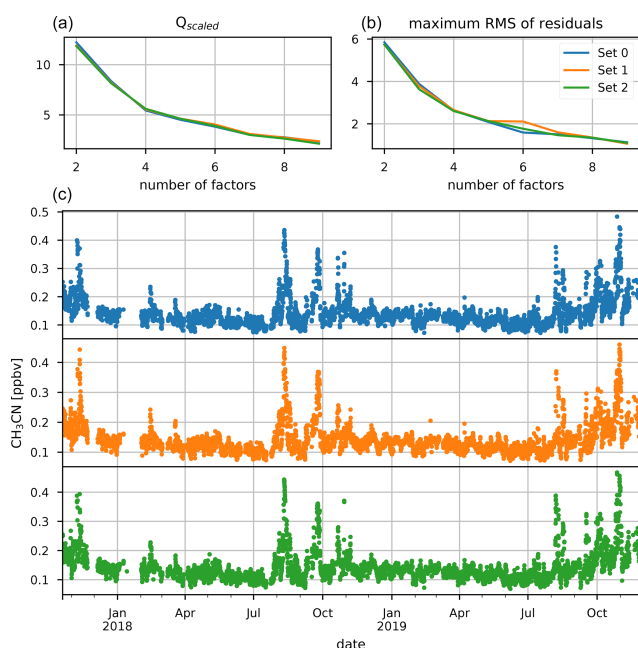 (a)
Q_scaled
10
5
2
4
6
8
number of factors
(b)
maximum RMS of residuals
6
4
2
Set 0
Set 1
Set 2
2
4
6
8
number of factors
(c)
0.5
0.4
0.3
0.2
0.1
0.4
0.3
0.2
0.1
0.4
0.3
0.2
0.1
CH₃CN [ppbv]
Jan
2018
Apr
Jul
Oct
Jan
2019
Apr
Jul
Oct
date